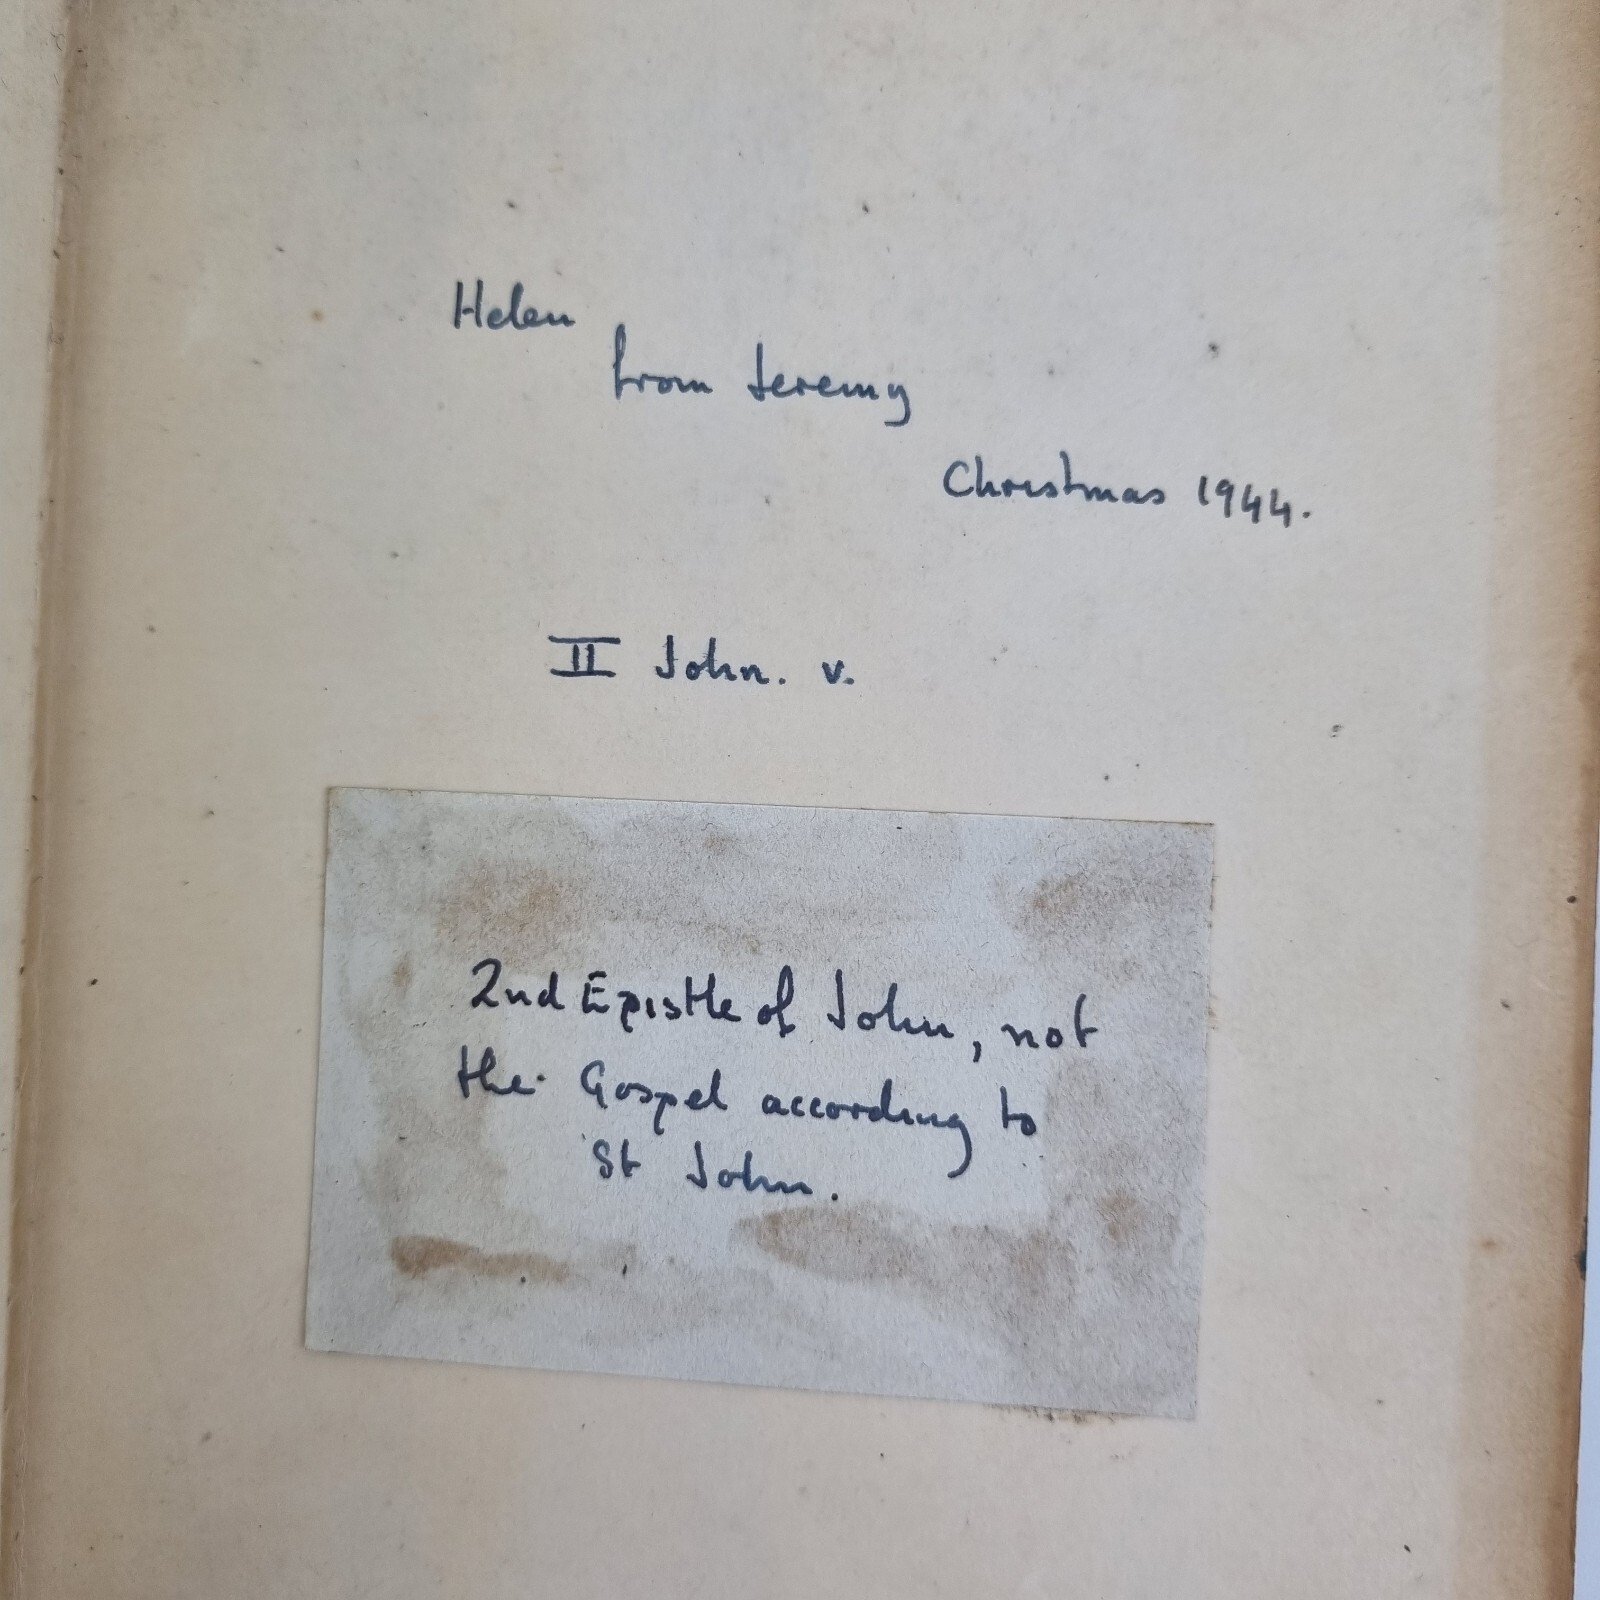 Helen
from Jeremy
Christmas 1944.
II John. v.
2nd Epistle of John, not
the Gospel according to
St John.